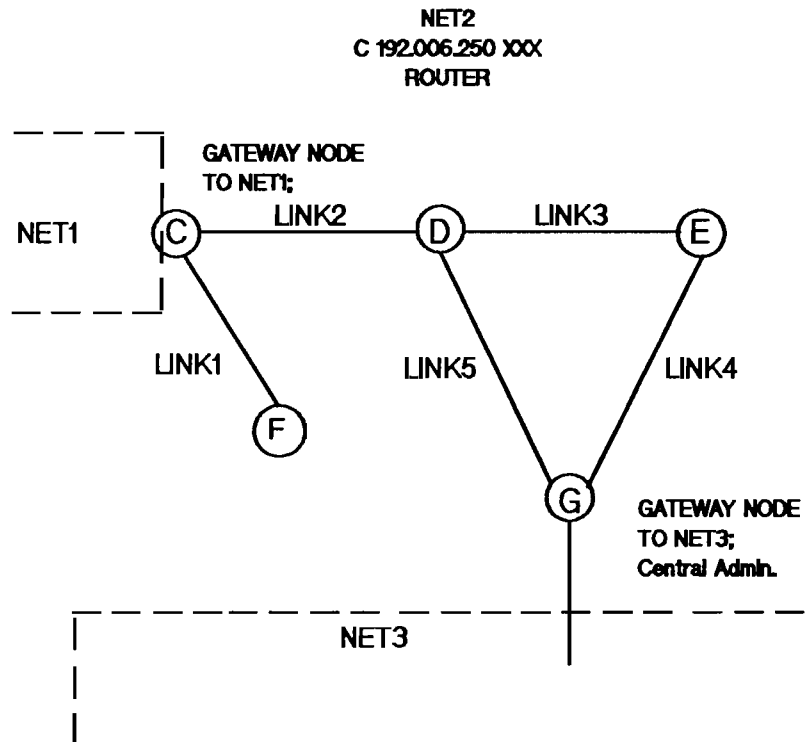 NET2
C 192.006.250 XXX
ROUTER
GATEWAY NODE
TO NET1;
NET1
C
LINK2
D
LINK3
E
LINK1
LINK5
LINK4
F
G
GATEWAY NODE
TO NET3;
Central Admin.
NET3